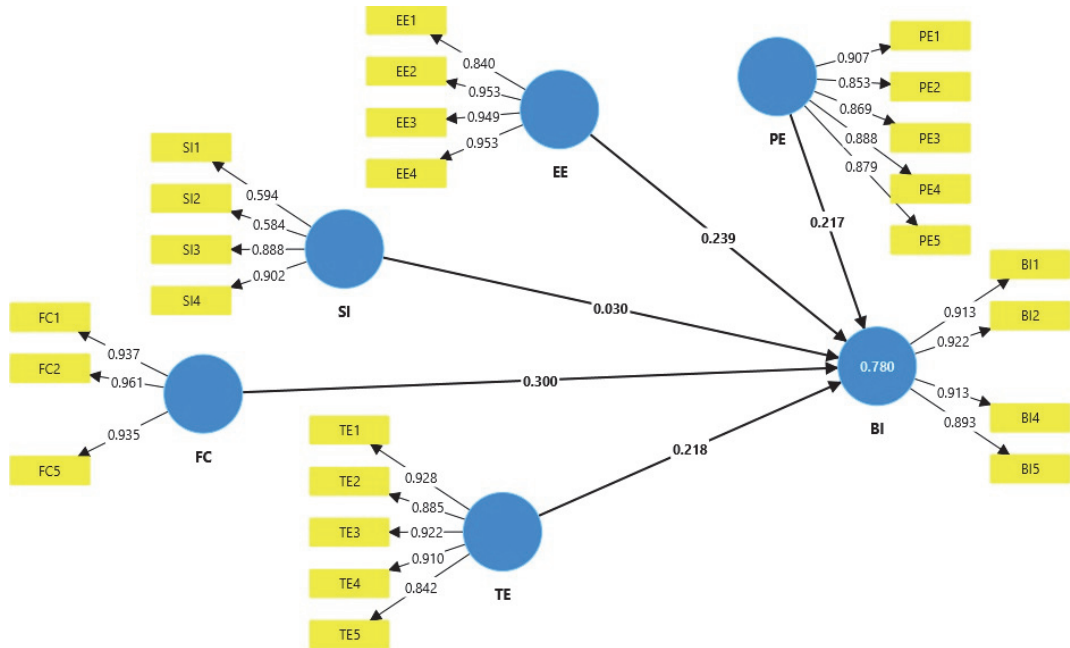 EE1
EE2
EE3
EE4
0.840
0.953
0.949
0.953
EE
PE1
PE2
PE3
PE4
PE5
0.907
0.853
0.869
0.888
0.879
PE
SI1
SI2
SI3
SI4
0.594
0.584
0.888
0.902
SI
0.239
0.217
0.030
0.300
0.218
FC1
FC2
FC5
0.937
0.961
0.935
FC
BI1
BI2
BI4
BI5
0.913
0.922
0.913
0.893
0.780
BI
TE1
TE2
TE3
TE4
TE5
0.928
0.885
0.922
0.910
0.842
TE